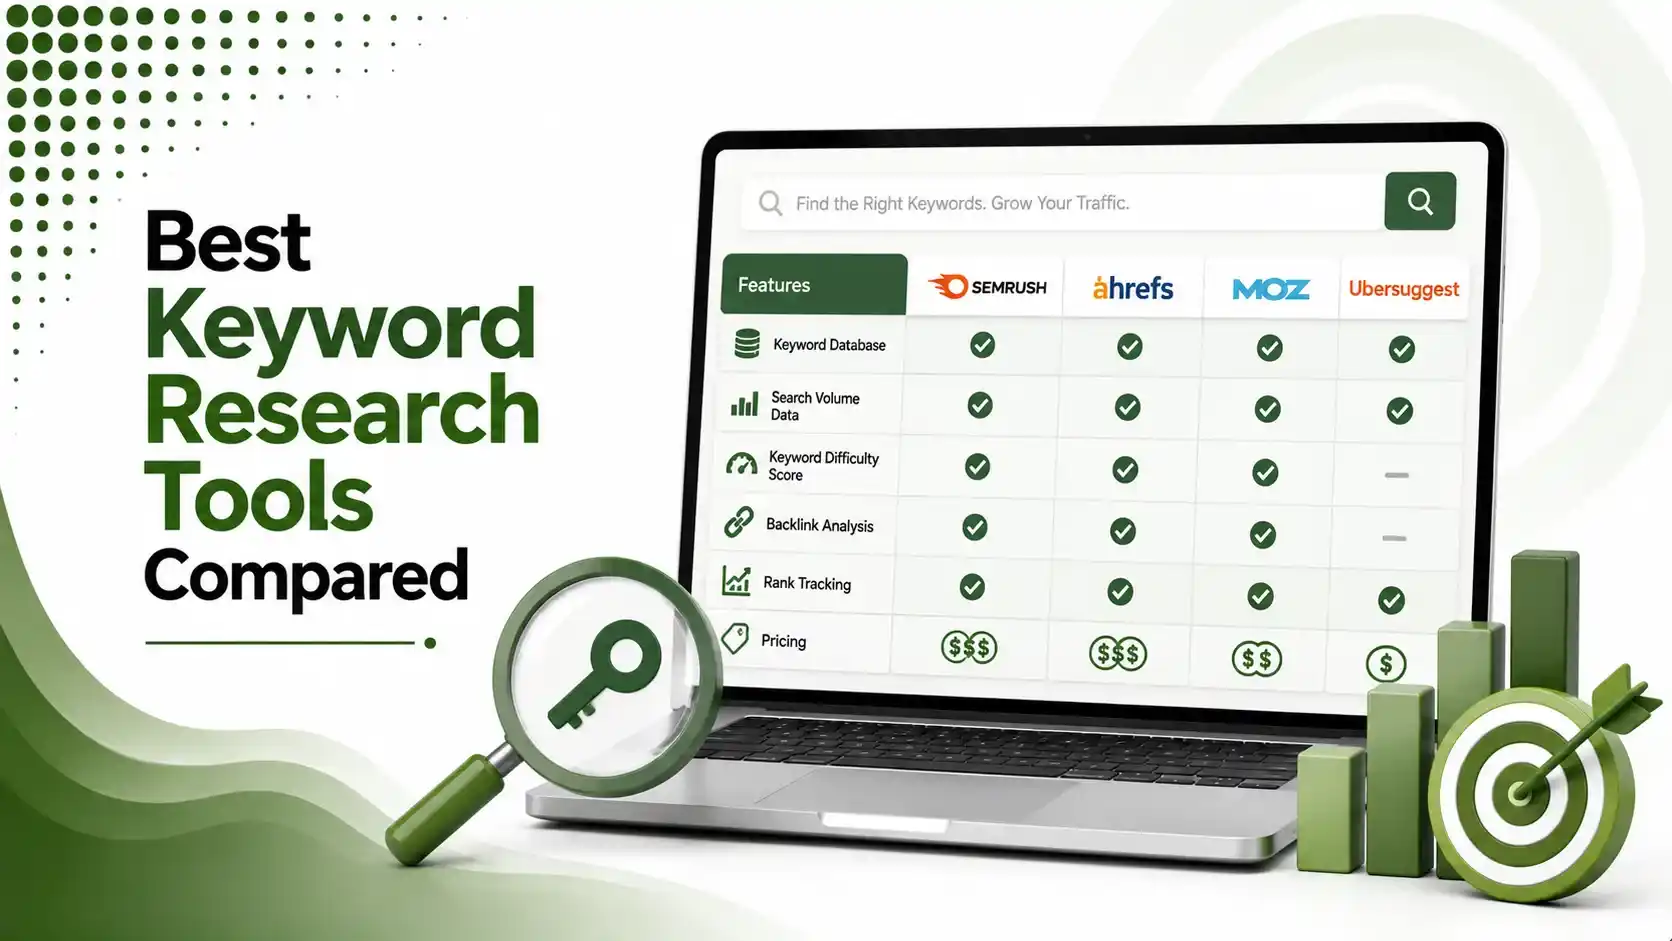 Best
Keyword
Research
Tools
Compared
Find the Right Keywords. Grow Your Traffic.
Features
SEMRUSH
ahrefs
MOZ
Ubersuggest
Keyword Database
Search Volume
Data
Keyword Difficulty
Score
Backlink Analysis
Rank Tracking
Pricing
$$$
$$$
$$
$